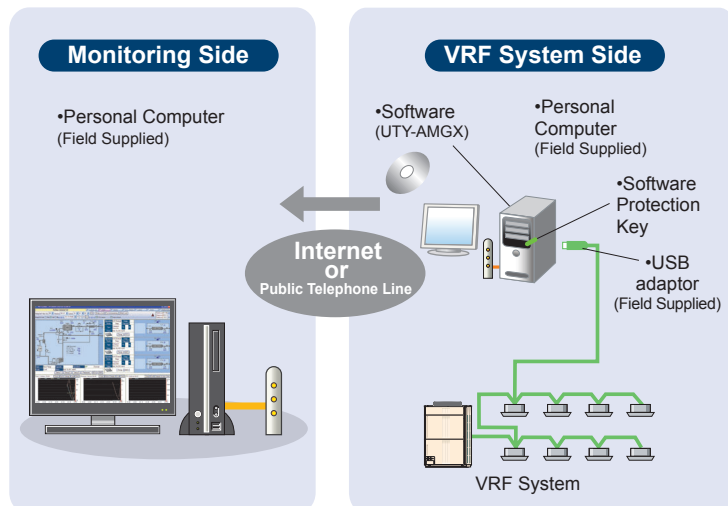 Monitoring Side
•Personal Computer
(Field Supplied)
Internet
or
Public Telephone Line
VRF System Side
•Software
(UTY-AMGX)
•Personal
Computer
(Field Supplied)
•Software
Protection
Key
•USB
adaptor
(Field Supplied)
VRF System